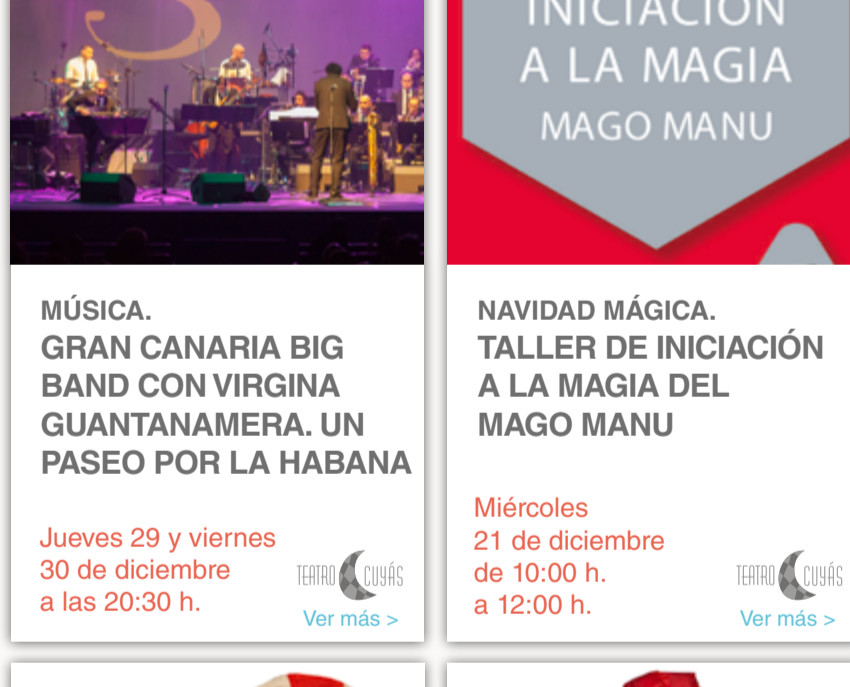 INICIACIÓN
A LA MAGIA
MAGO MANU
MÚSICA.
GRAN CANARIA BIG
BAND CON VIRGINA
GUANTANAMERA. UN
PASEO POR LA HABANA
Jueves 29 y viernes
30 de diciembre
a las 20:30 h.
TEATRO CUYÁS
Ver más >
NAVIDAD MÁGICA.
TALLER DE INICIACIÓN
A LA MAGIA DEL
MAGO MANU
Miércoles
21 de diciembre
de 10:00 h.
a 12:00 h.
TEATRO CUYÁS
Ver más >